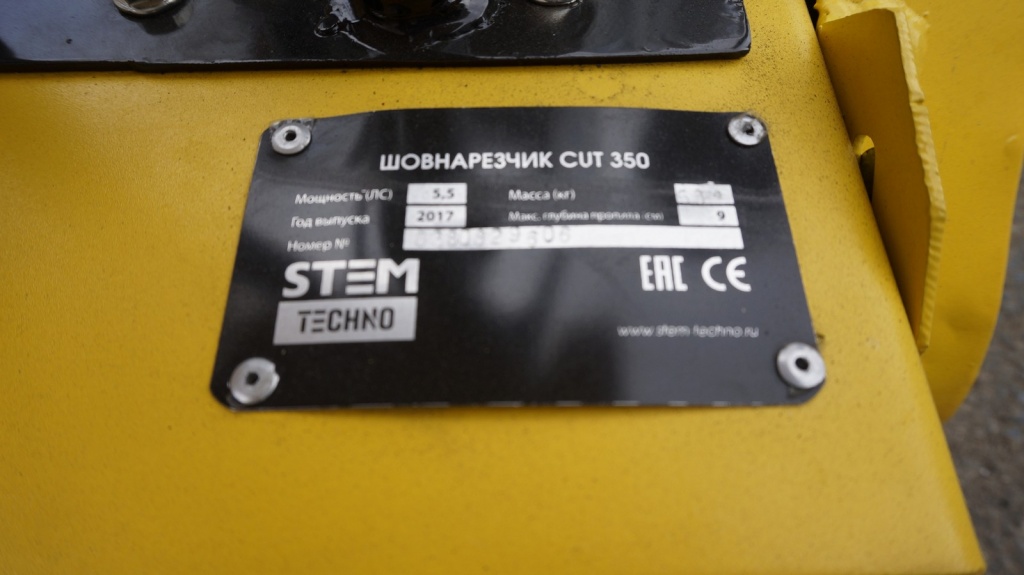 ШОВНАРЕЗЧИК CUT 350
Мощность (ЛС) 5,5 Масса (кг)
Год выпуска 2017 Макс. глубина пропила (см) 9
Номер №
STEM
TECHNO
EAC CE
www.stem-techno.ru